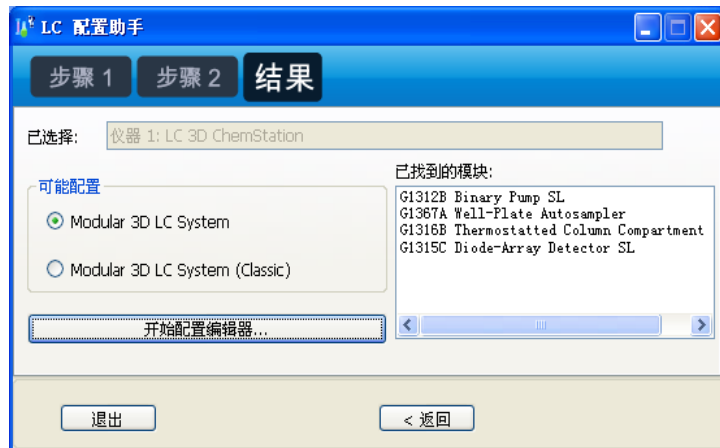 LC 配置助手
步骤 1 步骤 2 结果
已选择: 仪器 1: LC 3D ChemStation
可能配置
Modular 3D LC System
Modular 3D LC System (Classic)
开始配置编辑器...
已找到的模块:
G1312B Binary Pump SL
G1367A Well-Plate Autosampler
G1316B Thermostatted Column Compartment
G1315C Diode-Array Detector SL
退出 < 返回